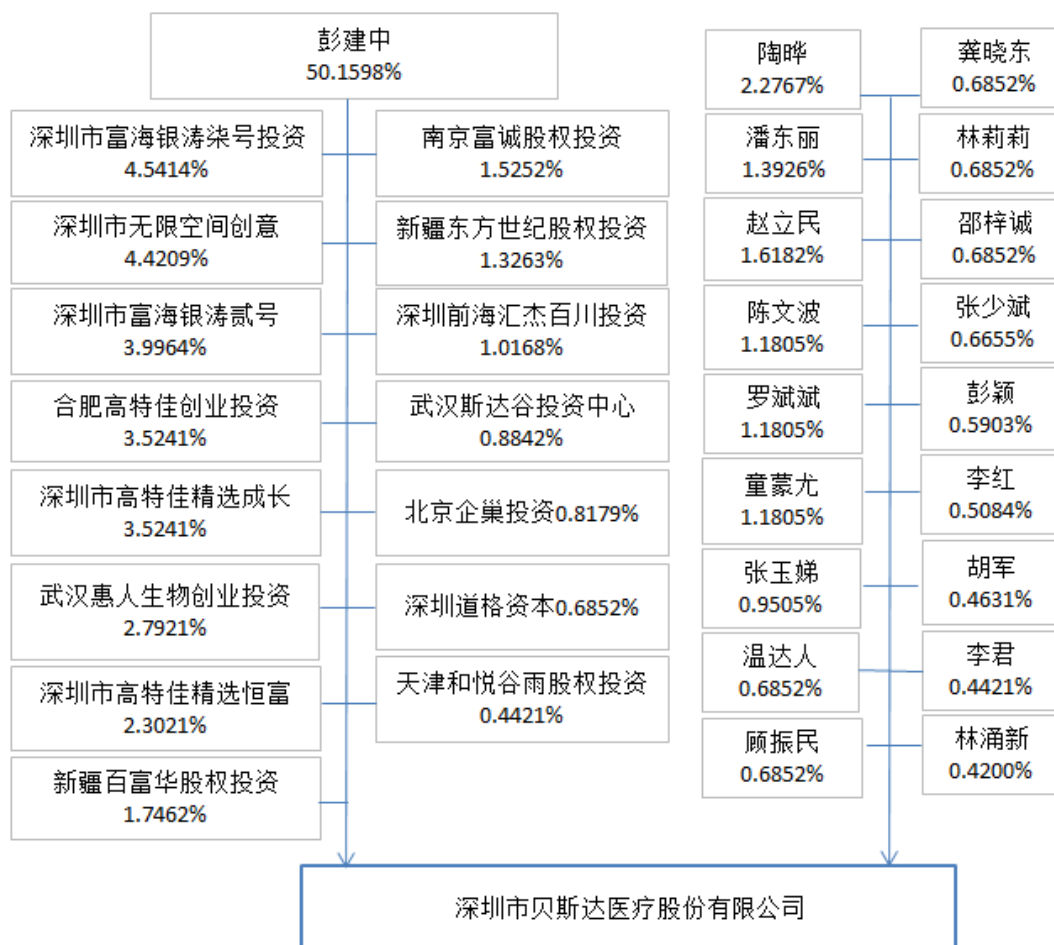 彭建中
50.1598%
深圳市富海银涛柒号投资
4.5414%
南京富诚股权投资
1.5252%
深圳市无限空间创意
4.4209%
新疆东方世纪股权投资
1.3263%
深圳市富海银涛贰号
3.9964%
深圳前海汇杰百川投资
1.0168%
合肥高特佳创业投资
3.5241%
武汉斯达谷投资中心
0.8842%
深圳市高特佳精选成长
3.5241%
北京企巢投资0.8179%
武汉惠人生物创业投资
2.7921%
深圳道格资本0.6852%
深圳市高特佳精选恒富
2.3021%
天津和悦谷雨股权投资
0.4421%
新疆百富华股权投资
1.7462%
陶晔
2.2767%
龚晓东
0.6852%
潘东丽
1.3926%
林莉莉
0.6852%
赵立民
1.6182%
邵梓诚
0.6852%
陈文波
1.1805%
张少斌
0.6655%
罗斌斌
1.1805%
彭颖
0.5903%
童蒙尤
1.1805%
李红
0.5084%
张玉娣
0.9505%
胡军
0.4631%
温达人
0.6852%
李君
0.4421%
顾振民
0.6852%
林涌新
0.4200%
深圳市贝斯达医疗股份有限公司